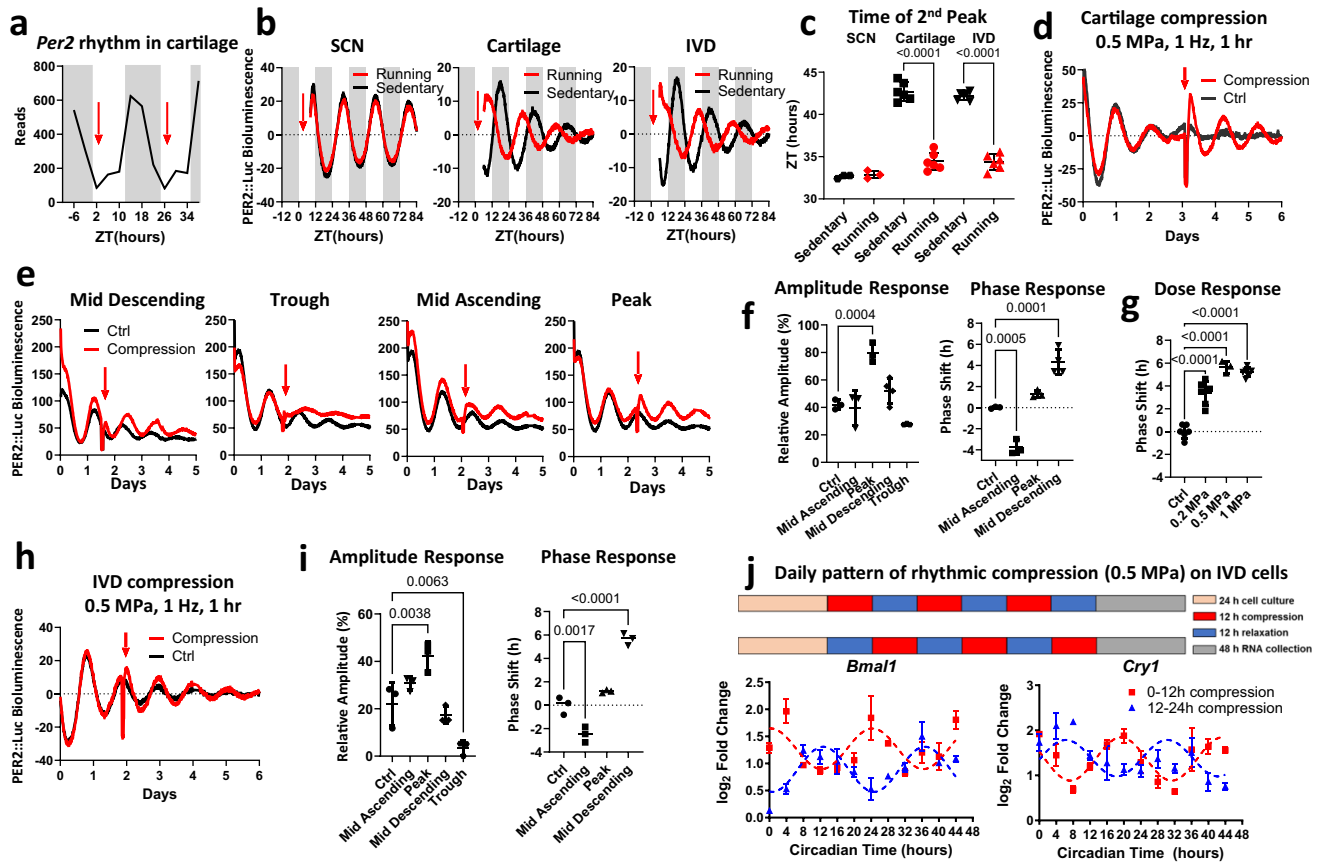 a
Per2 rhythm in cartilage
Reads
800
600
400
200
0
-6 2 10 18 26 34
ZT(hours)
b
PER2::Luc Bioluminescence
SCN
Running
Sedentary
40
20
0
-20
-40
-12 0 12 24 36 48 60 72 84
ZT(hours)
Cartilage
Running
Sedentary
20
10
0
-10
-20
-12 0 12 24 36 48 60 72 84
ZT(hours)
IVD
Running
Sedentary
20
10
0
-10
-20
-12 0 12 24 36 48 60 72 84
ZT(hours)
c
Time of 2nd Peak
SCN Cartilage IVD
<0.0001 <0.0001
ZT (hours)
50
45
40
35
30
Sedentary Running Sedentary Running Sedentary Running
d
Cartilage compression
0.5 MPa, 1 Hz, 1 hr
PER2::Luc Bioluminescence
Compression
Ctrl
50
0
-50
0 1 2 3 4 5 6
Days
e
PER2::Luc Bioluminescence
Mid Descending
Ctrl
Compression
250
200
150
100
50
0
0 1 2 3 4 5
Days
Trough
250
200
150
100
50
0
0 1 2 3 4 5
Days
Mid Ascending
250
200
150
100
50
0
0 1 2 3 4 5
Days
Peak
250
200
150
100
50
0
0 1 2 3 4 5
Days
f
Amplitude Response
Relative Amplitude (%)
0.0004
100
80
60
40
20
0
Ctrl Mid Ascending Peak Mid Descending Trough
Phase Response
Phase Shift (h)
0.0001
0.0005
8
6
4
2
0
-2
-4
Ctrl Mid Ascending Peak Mid Descending
g
Dose Response
Phase Shift (h)
<0.0001
<0.0001
<0.0001
8
6
4
2
0
-2
-4
Ctrl 0.2 MPa 0.5 MPa 1 MPa
h
IVD compression
0.5 MPa, 1 Hz, 1 hr
PER2::Luc Bioluminescence
Compression
Ctrl
40
20
0
-20
-40
0 1 2 3 4 5 6
Days
i
Amplitude Response
Relative Amplitude (%)
0.0063
0.0038
60
40
20
0
Ctrl Mid Ascending Peak Mid Descending Trough
Phase Response
Phase Shift (h)
<0.0001
0.0017
8
6
4
2
0
-2
-4
Ctrl Mid Ascending Peak Mid Descending
j
Daily pattern of rhythmic compression (0.5 MPa) on IVD cells
24 h cell culture
12 h compression
12 h relaxation
48 h RNA collection
Bmal1
log2 Fold Change
2.5
2.0
1.5
1.0
0.5
0.0
0 4 8 12 16 20 24 28 32 36 40 44 48
Circadian Time (hours)
Cry1
0-12h compression
12-24h compression
log2 Fold Change
3
2
1
0
0 4 8 12 16 20 24 28 32 36 40 44 48
Circadian Time (hours)